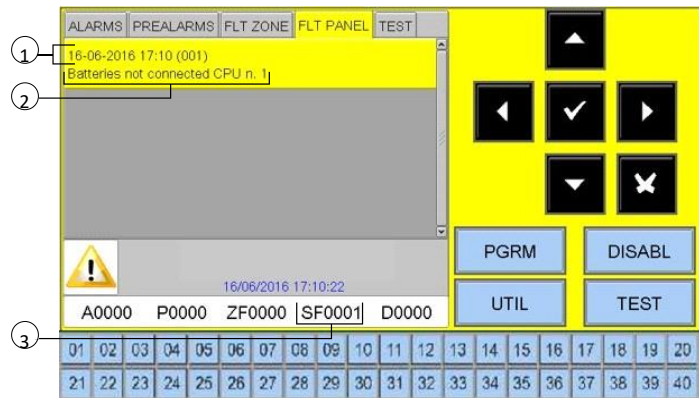 ALARMS PREALARMS FLT ZONE FLT PANEL TEST
1
16-06-2016 17:10 (001)
Batteries not connected CPU n. 1
2
16/06/2016 17:10:22
A0000 P0000 ZF0000 SF0001 D0000
PGRM DISABL
UTIL TEST
3
01 02 03 04 05 06 07 08 09 10 11 12 13 14 15 16 17 18 19 20
21 22 23 24 25 26 27 28 29 30 31 32 33 34 35 36 37 38 39 40